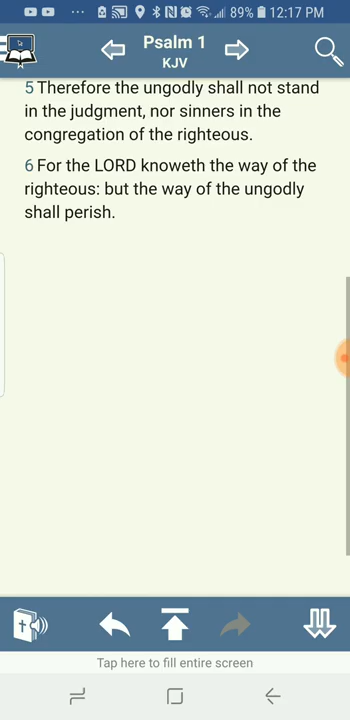 89% 12:17 PM
Psalm 1
KJV
5 Therefore the ungodly shall not stand
in the judgment, nor sinners in the
congregation of the righteous.
6 For the LORD knoweth the way of the
righteous: but the way of the ungodly
shall perish.
Tap here to fill entire screen